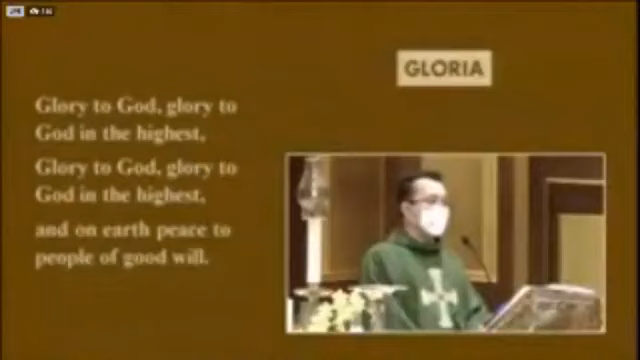 GLORIA
Glory to God, glory to
God in the highest,
Glory to God, glory to
God in the highest,
and on earth peace to
people of good will.